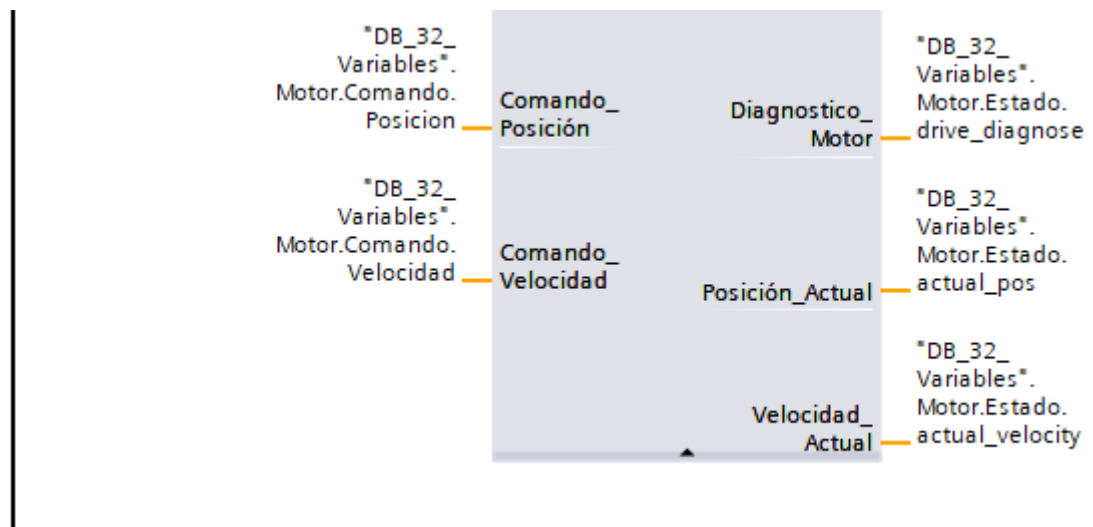 "DB_32_
Variables".
Motor.Comando.
Posicion
Comando_
Posición
Diagnostico_
Motor
"DB_32_
Variables".
Motor.Estado.
drive_diagnose
"DB_32_
Variables".
Motor.Comando.
Velocidad
Comando_
Velocidad
Posición_Actual
"DB_32_
Variables".
Motor.Estado.
actual_pos
Velocidad_
Actual
"DB_32_
Variables".
Motor.Estado.
actual_velocity